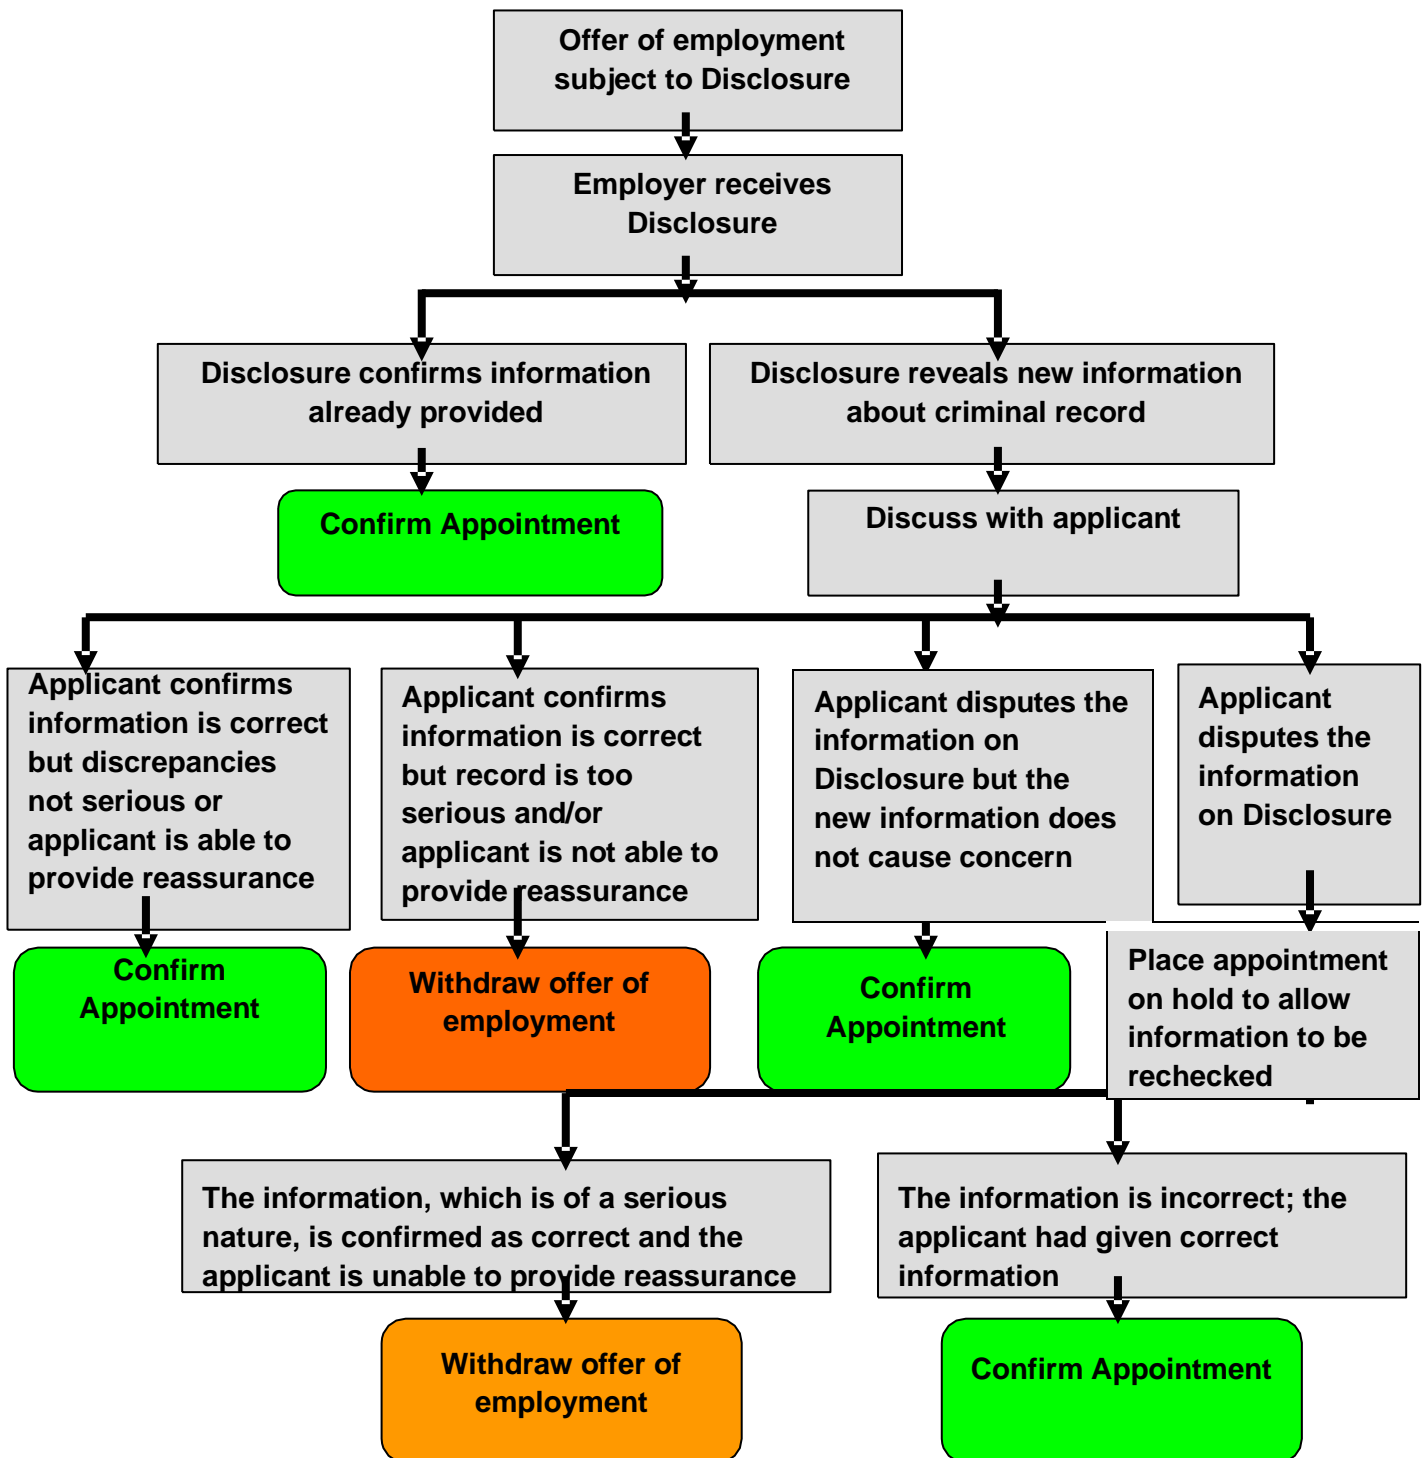 Offer of employment
subject to Disclosure
Employer receives
Disclosure
Disclosure confirms information
already provided
Disclosure reveals new information
about criminal record
Confirm Appointment
Discuss with applicant
Applicant confirms
information is correct
but discrepancies
not serious or
applicant is able to
provide reassurance
Applicant confirms
information is correct
but record is too
serious and/or
applicant is not able to
provide reassurance
Applicant disputes the
information on
Disclosure but the
new information does
not cause concern
Applicant
disputes the
information
on Disclosure
Confirm
Appointment
Withdraw offer of
employment
Confirm
Appointment
Place appointment
on hold to allow
information to be
rechecked
The information, which is of a serious
nature, is confirmed as correct and the
applicant is unable to provide reassurance
The information is incorrect; the
applicant had given correct
information
Withdraw offer of
employment
Confirm Appointment